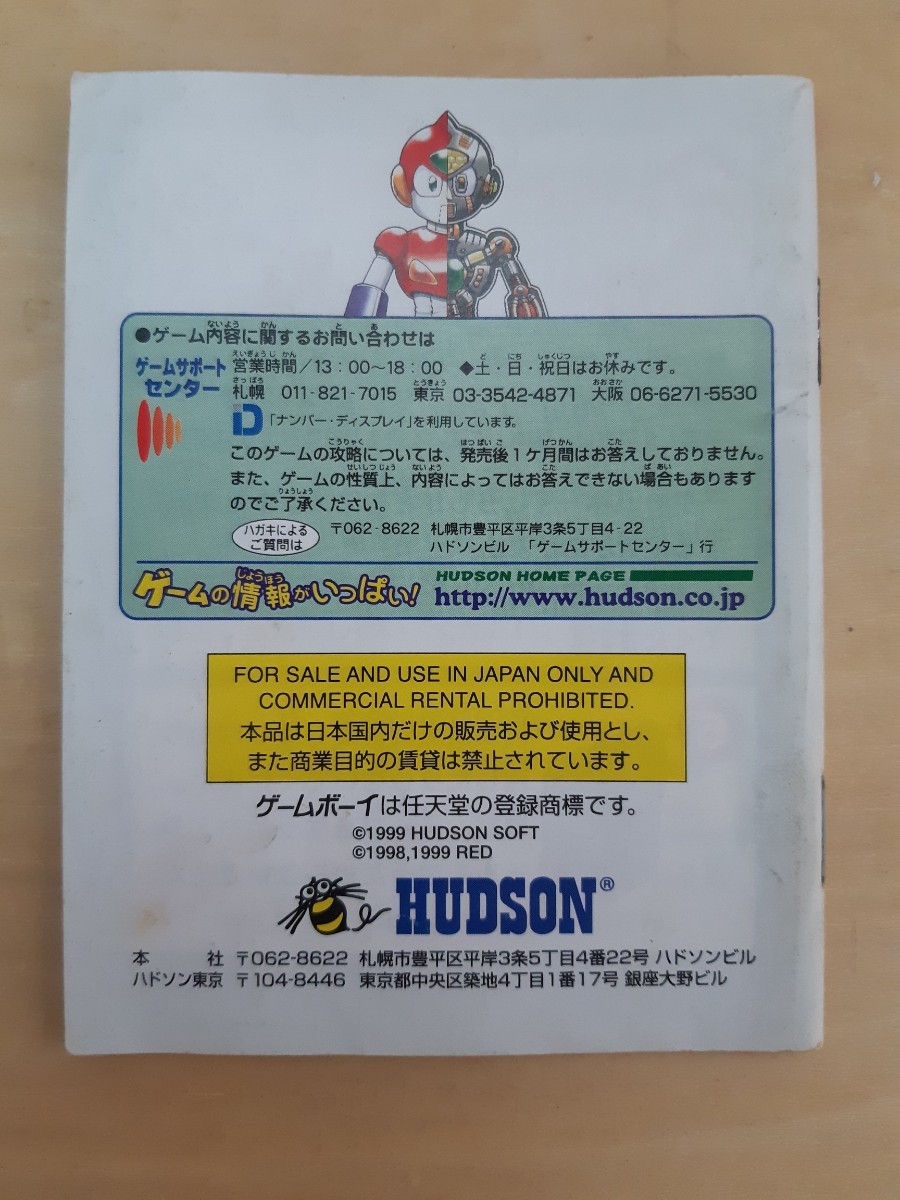 ●ゲーム内容に関するお問い合わせは
ゲームサポートセンター
営業時間/13:00〜18:00 ◆土・日・祝日はお休みです。
札幌 011-821-7015 東京 03-3542-4871 大阪 06-6271-5530
D 「ナンバー・ディスプレイ」を利用しています。
このゲームの攻略については、発売後1ケ月間はお答えしておりません。
また、ゲームの性質上、内容によってはお答えできない場合もあります
のでご了承ください。
ハガキによる
ご質問は
〒062-8622 札幌市豊平区平岸3条5丁目4-22
ハドソンビル 「ゲームサポートセンター」行
ゲームの情報がいっぱい!
HUDSON HOME PAGE
http://www.hudson.co.jp
FOR SALE AND USE IN JAPAN ONLY AND
COMMERCIAL RENTAL PROHIBITED.
本品は日本国内だけの販売および使用とし、
また商業目的の賃貸は禁止されています。
ゲームボーイは任天堂の登録商標です。
©1999 HUDSON SOFT
©1998,1999 RED
HUDSON®
本 社 〒062-8622 札幌市豊平区平岸3条5丁目4番22号 ハドソンビル
ハドソン東京 〒104-8446 東京都中央区築地4丁目1番17号 銀座大野ビル